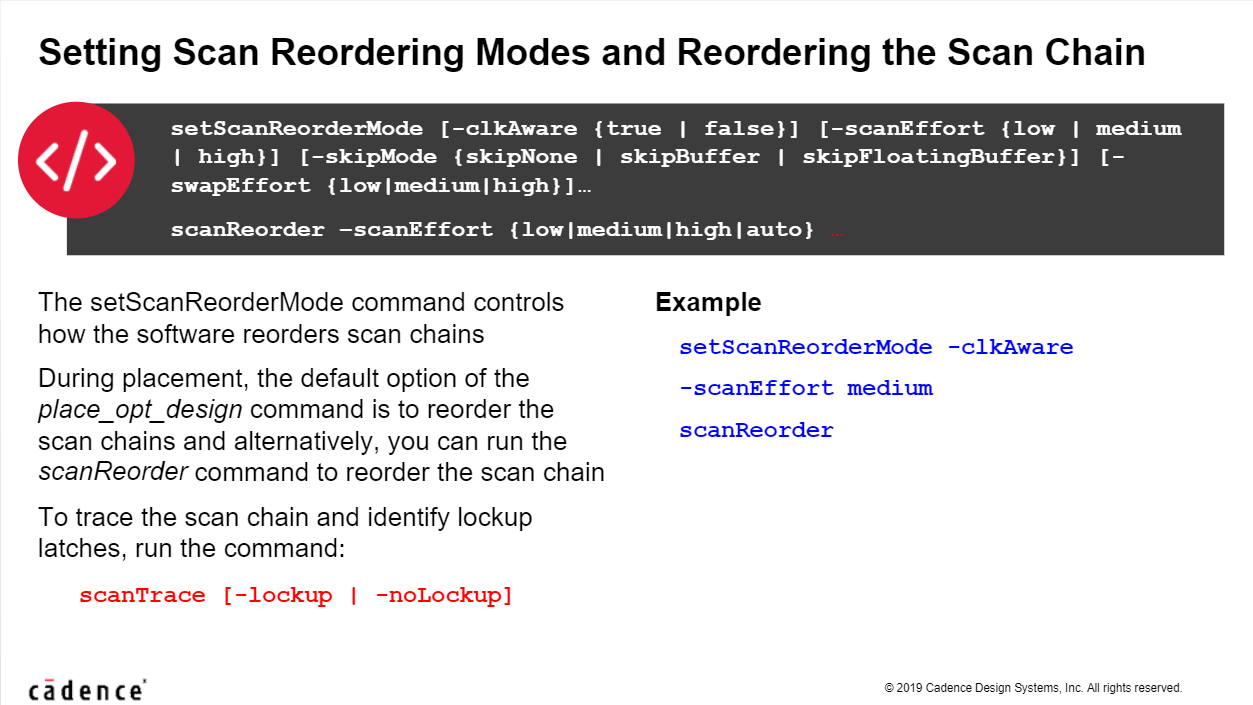 Setting Scan Reordering Modes and Reordering the Scan Chain
</>
setScanReorderMode [-clkAware {true | false}] [-scanEffort {low | medium
| high}] [-skipMode {skipNone | skipBuffer | skipFloatingBuffer}] [-
swapEffort {low|medium|high}]…
scanReorder –scanEffort {low|medium|high|auto} …
The setScanReorderMode command controls
how the software reorders scan chains
During placement, the default option of the
place_opt_design command is to reorder the
scan chains and alternatively, you can run the
scanReorder command to reorder the scan chain
To trace the scan chain and identify lockup
latches, run the command:
scanTrace [-lockup | -noLockup]
Example
setScanReorderMode -clkAware
-scanEffort medium
scanReorder
cādence
© 2019 Cadence Design Systems, Inc. All rights reserved.